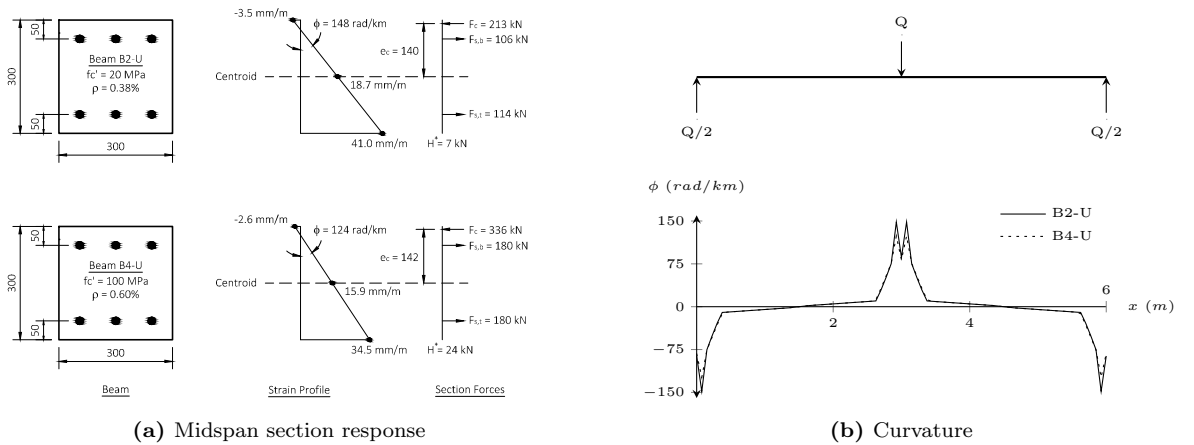 50
300
50
Beam B2-U
fc' = 20 MPa
ρ = 0.38%
300
-3.5 mm/m
ϕ = 148 rad/km
Centroid
18.7 mm/m
41.0 mm/m
Fc = 213 kN
Fs,b = 106 kN
ec = 140
Fs,t = 114 kN
H* = 7 kN
50
300
50
Beam B4-U
fc' = 100 MPa
ρ = 0.60%
300
-2.6 mm/m
ϕ = 124 rad/km
Centroid
15.9 mm/m
34.5 mm/m
Fc = 336 kN
Fs,b = 180 kN
ec = 142
Fs,t = 180 kN
H* = 24 kN
Beam
Strain Profile
Section Forces
(a) Midspan section response
Q
Q/2
Q/2
ϕ (rad/km)
150
75
0
−75
−150
2
4
6
x (m)
B2-U
B4-U
(b) Curvature